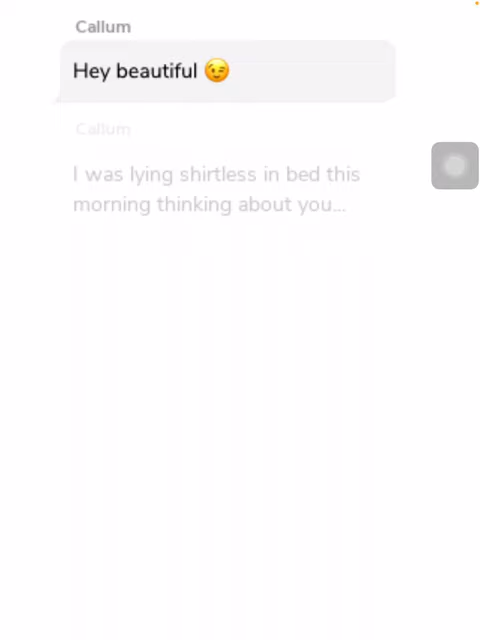 Callum
Hey beautiful 😉
Callum
I was lying shirtless in bed this
morning thinking about you...